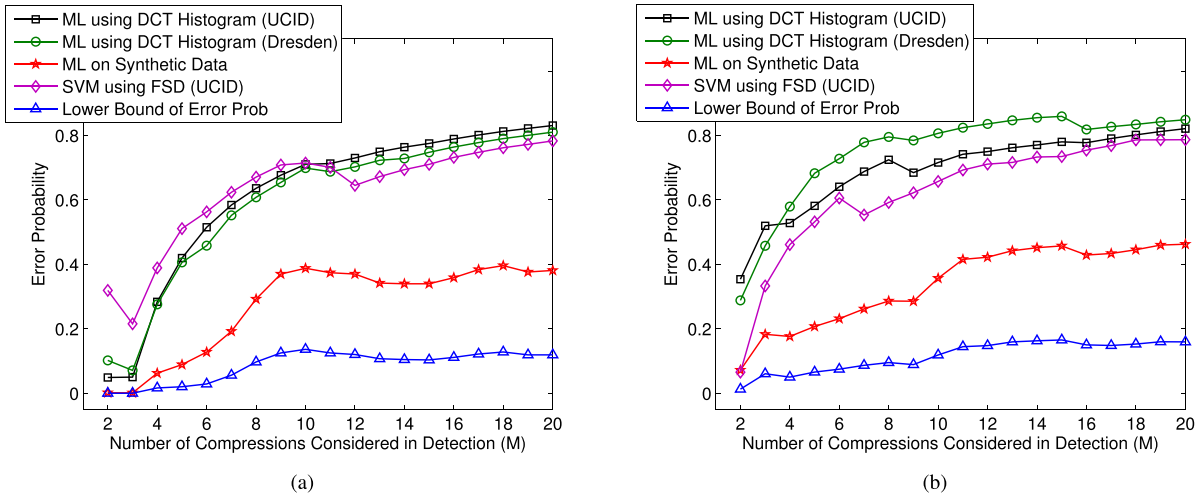 ML using DCT Histogram (UCID)
ML using DCT Histogram (Dresden)
ML on Synthetic Data
SVM using FSD (UCID)
Lower Bound of Error Prob
0.8
0.6
0.4
0.2
0
Error Probability
2 4 6 8 10 12 14 16 18 20
Number of Compressions Considered in Detection (M)
(a)
ML using DCT Histogram (UCID)
ML using DCT Histogram (Dresden)
ML on Synthetic Data
SVM using FSD (UCID)
Lower Bound of Error Prob
0.8
0.6
0.4
0.2
0
Error Probability
2 4 6 8 10 12 14 16 18 20
Number of Compressions Considered in Detection (M)
(b)